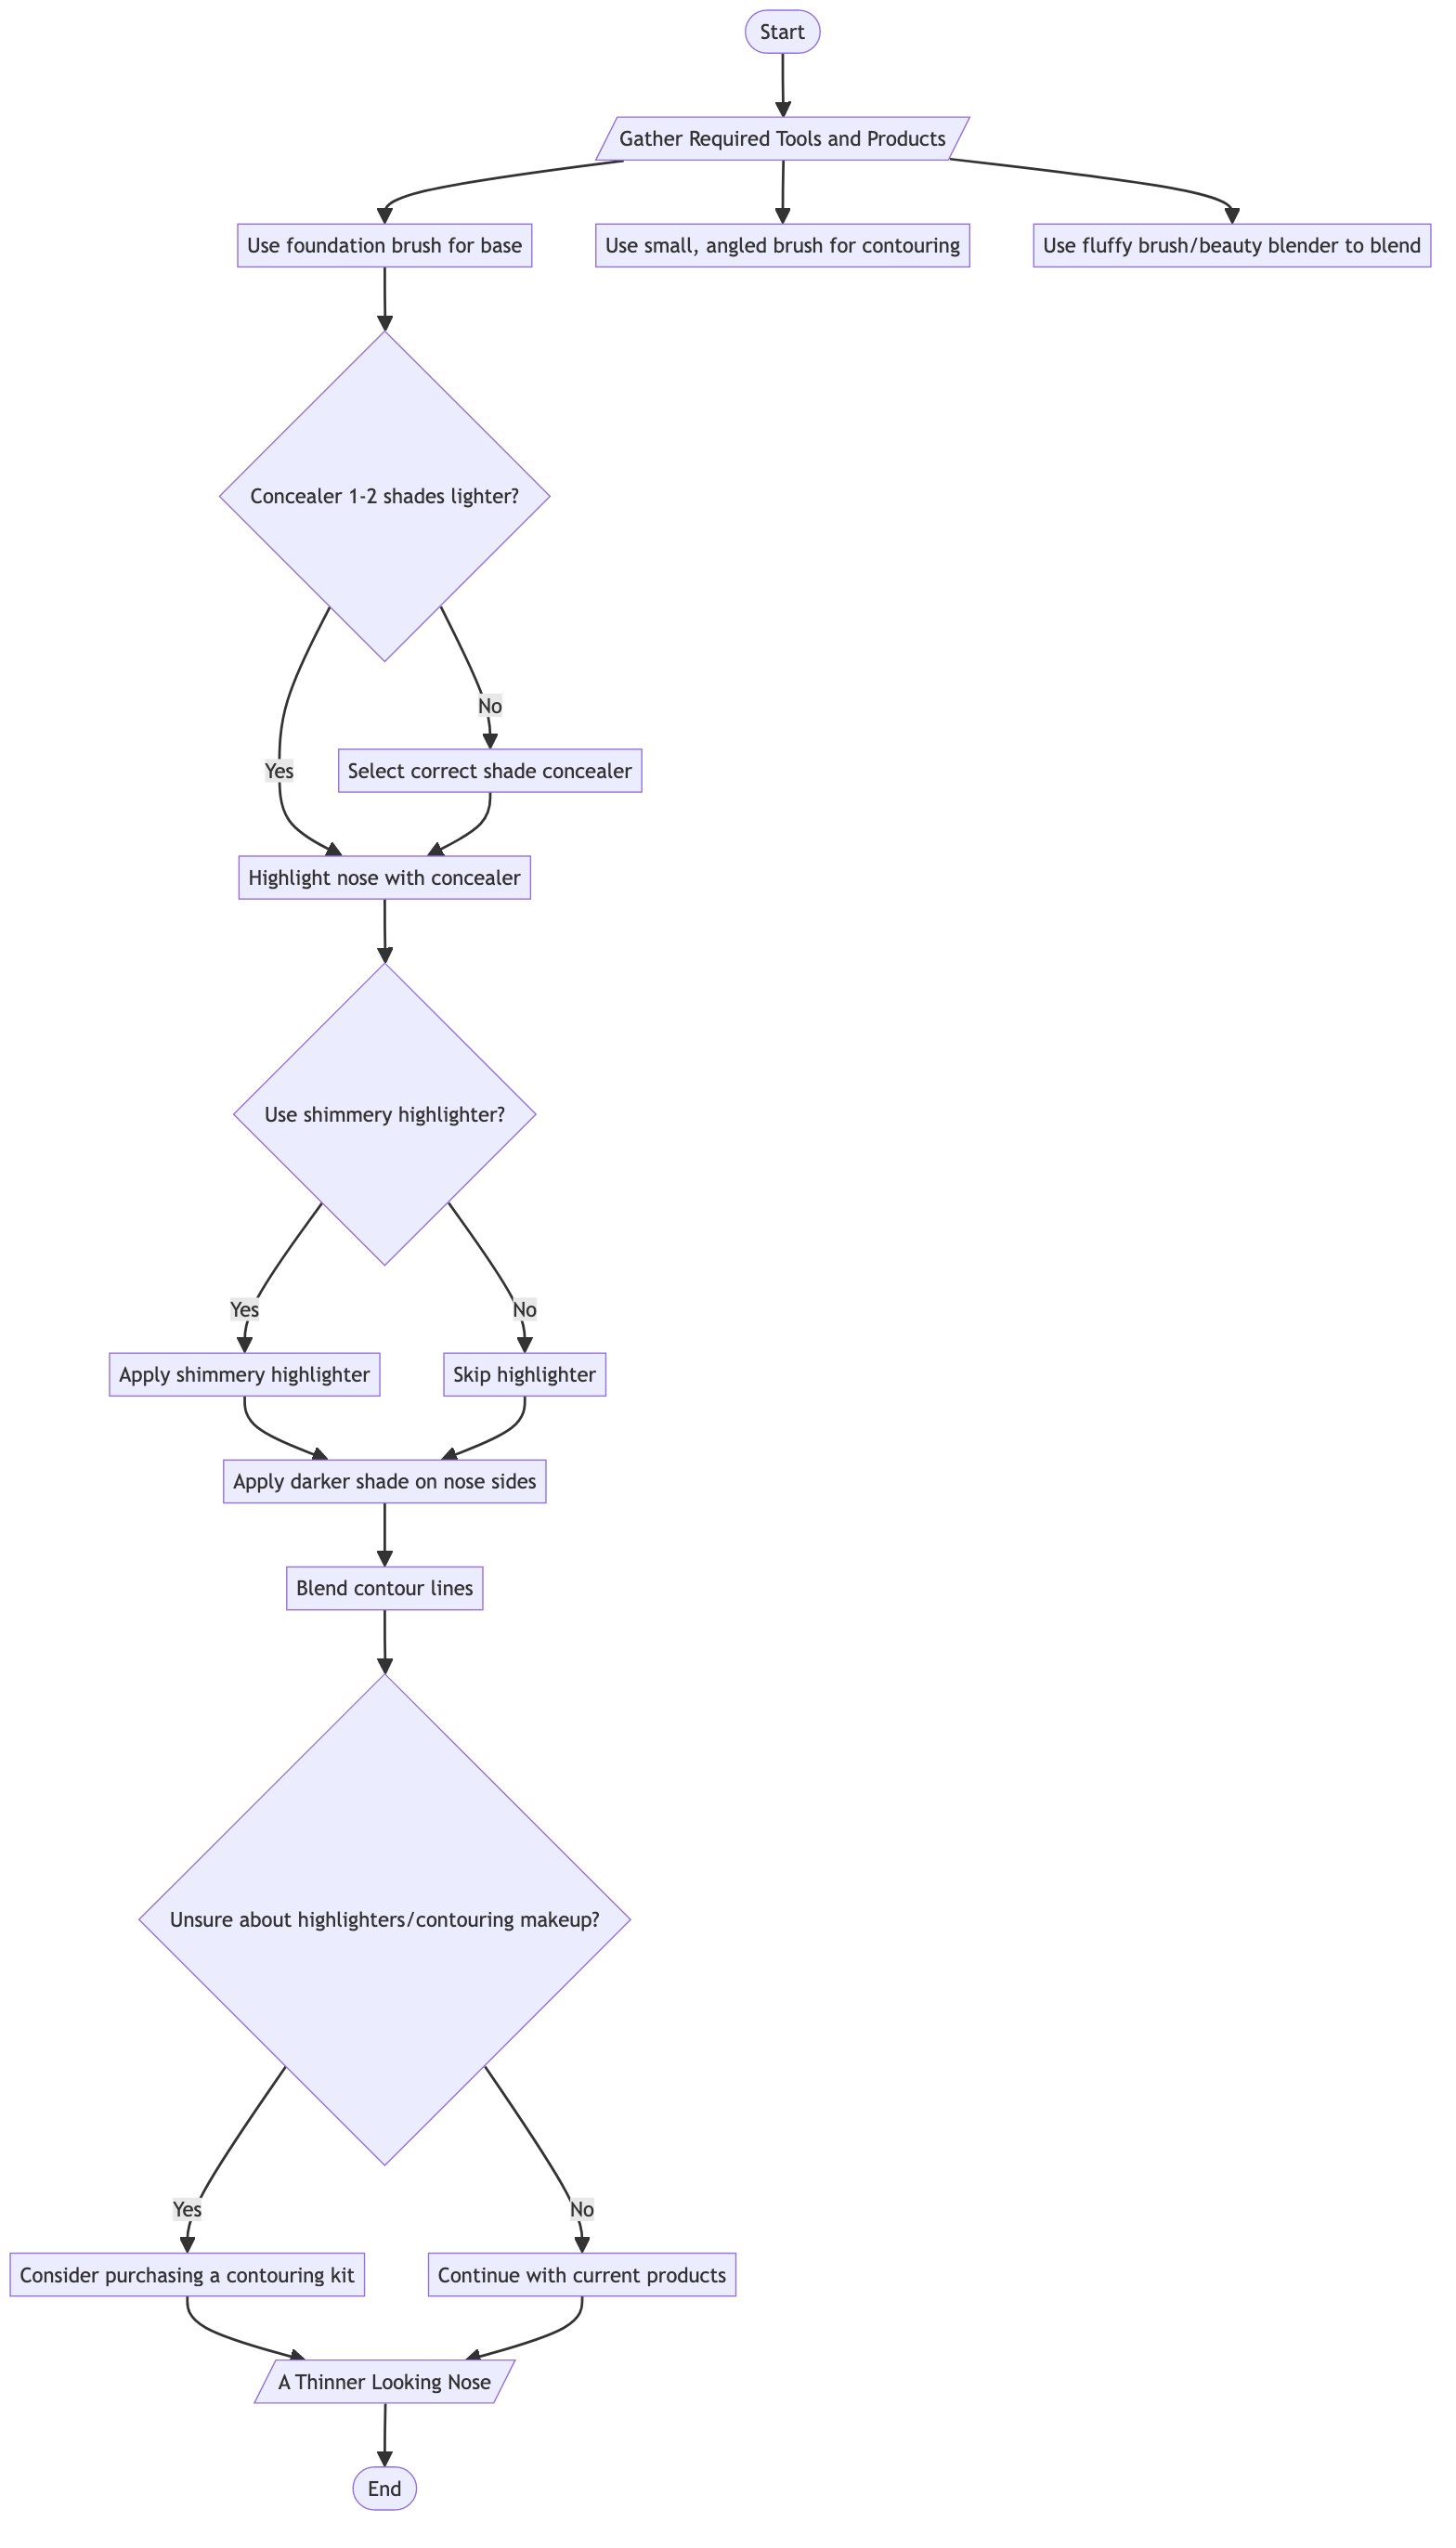 Start
Gather Required Tools and Products
Use foundation brush for base
Use small, angled brush for contouring
Use fluffy brush/beauty blender to blend
Concealer 1-2 shades lighter?
No
Yes
Select correct shade concealer
Highlight nose with concealer
Use shimmery highlighter?
Yes
No
Apply shimmery highlighter
Skip highlighter
Apply darker shade on nose sides
Blend contour lines
Unsure about highlighters/contouring makeup?
Yes
No
Consider purchasing a contouring kit
Continue with current products
A Thinner Looking Nose
End